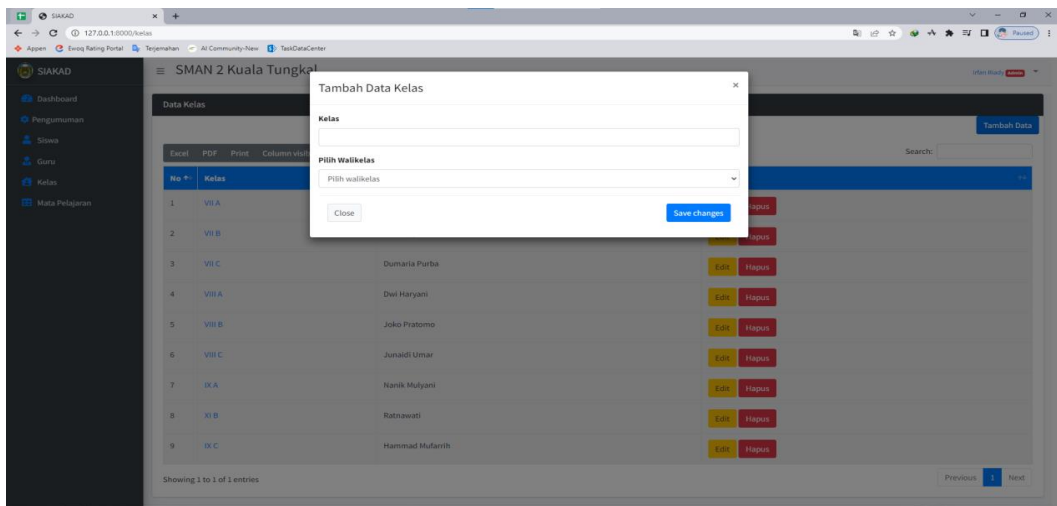 SIAKAD
127.0.0.1:8000/kelas
Paused
Appen Ewoq Rating Portal Terjemahan AI Community-New TaskDataCenter
SIAKAD
SMAN 2 Kuala Tungkal
Admin
Dashboard
Pengumuman
Siswa
Guru
Kelas
Mata Pelajaran
Data Kelas
Tambah Data
Excel PDF Print Column
Search:
No Kelas
1 VII A Hapus
2 VII B Edit Hapus
3 VII C Dumaria Purba Edit Hapus
4 VIII A Dwi Haryani Edit Hapus
5 VIII B Joko Pratomo Edit Hapus
6 VIII C Junaidi Umar Edit Hapus
7 IX A Nanik Mulyani Edit Hapus
8 XI B Ratnawati Edit Hapus
9 IX C Hammad Mufarrih Edit Hapus
Showing 1 to 1 of 1 entries
Previous 1 Next
Tambah Data Kelas
×
Kelas
Pilih Walikelas
Pilih walikelas
Close
Save changes